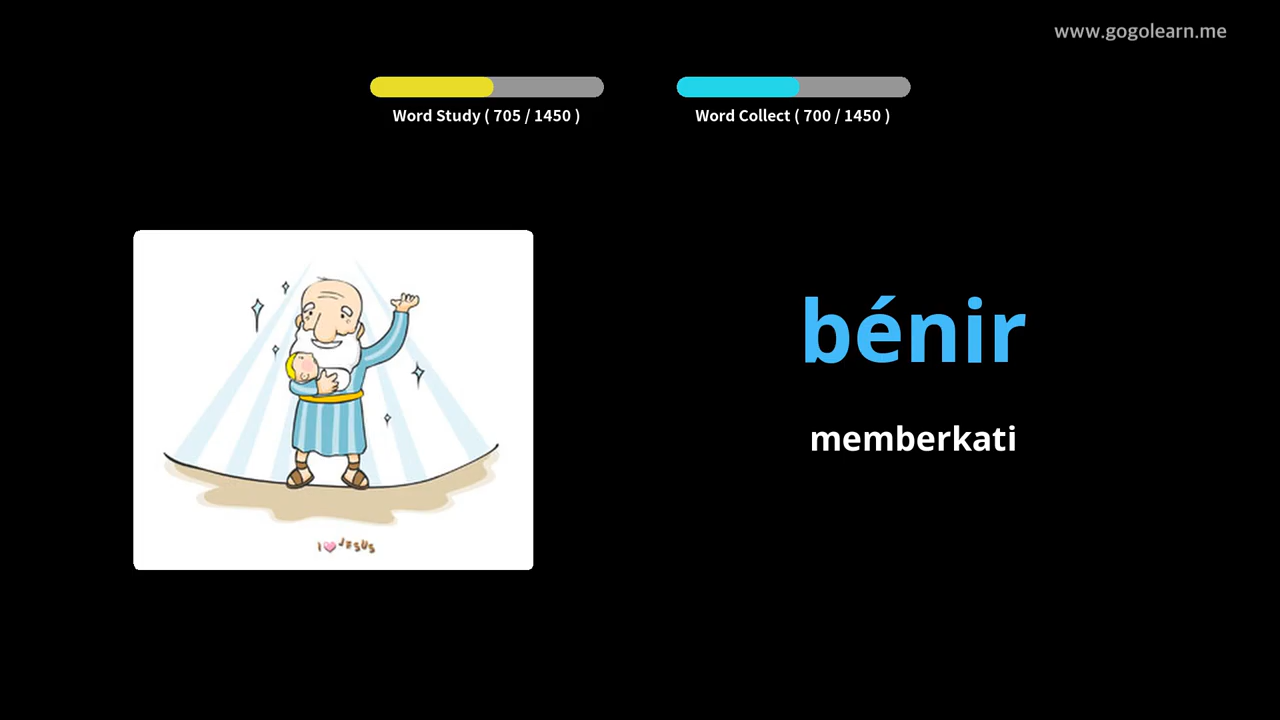 www.gogolearn.me
Word Study ( 705 / 1450 )
Word Collect ( 700 / 1450 )
bénir
memberkati
I JESUS